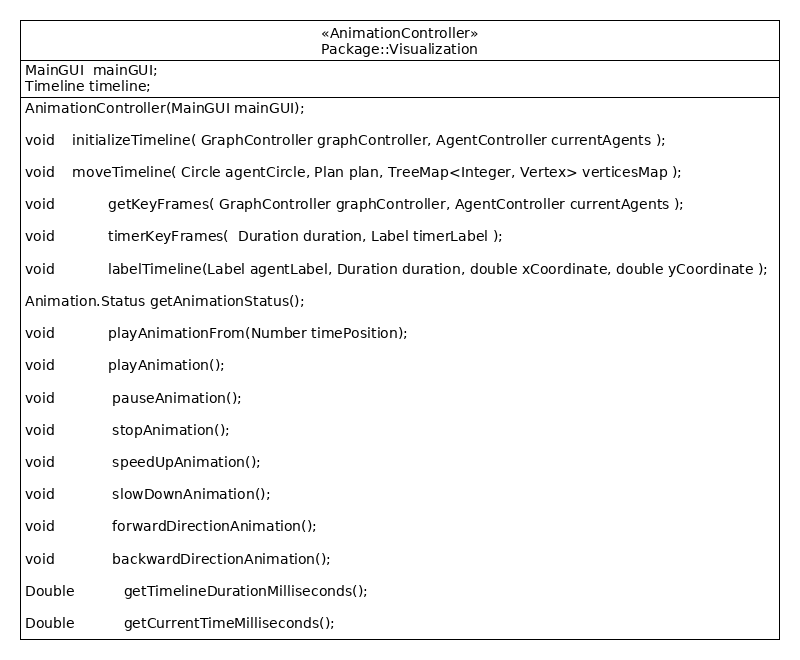 «AnimationController»
Package::Visualization
MainGUI  mainGUI;
Timeline timeline;
AnimationController(MainGUI mainGUI);
void    initializeTimeline( GraphController graphController, AgentController currentAgents );
void    moveTimeline( Circle agentCircle, Plan plan, TreeMap<Integer, Vertex> verticesMap );
void            getKeyFrames( GraphController graphController, AgentController currentAgents );
void            timerKeyFrames(  Duration duration, Label timerLabel );
void            labelTimeline(Label agentLabel, Duration duration, double xCoordinate, double yCoordinate );
Animation.Status getAnimationStatus();
void            playAnimationFrom(Number timePosition);
void            playAnimation();
void             pauseAnimation();
void             stopAnimation();
void             speedUpAnimation();
void             slowDownAnimation();
void             forwardDirectionAnimation();
void             backwardDirectionAnimation();
Double           getTimelineDurationMilliseconds();
Double           getCurrentTimeMilliseconds();